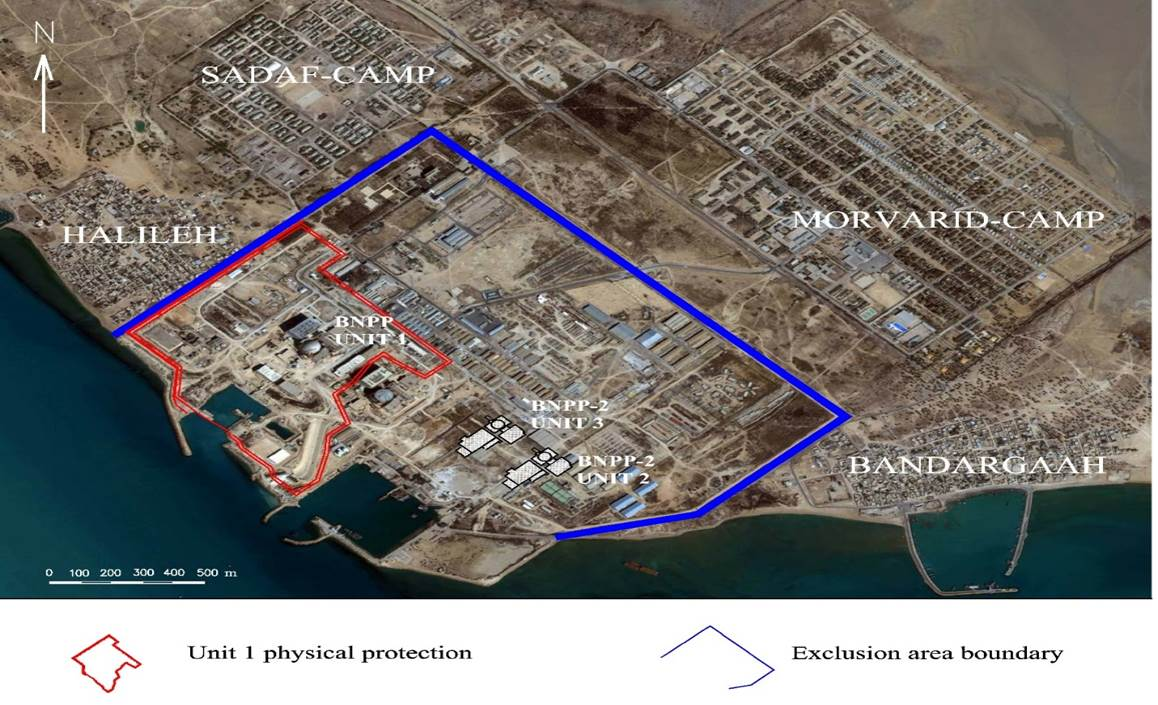 N
SADAF-CAMP
HALILEH
MORVARID-CAMP
BNPP
UNIT 1
BNPP-2
UNIT 3
BNPP-2
UNIT 2
BANDARGAAH
0 100 200 300 400 500 m
Unit 1 physical protection
Exclusion area boundary